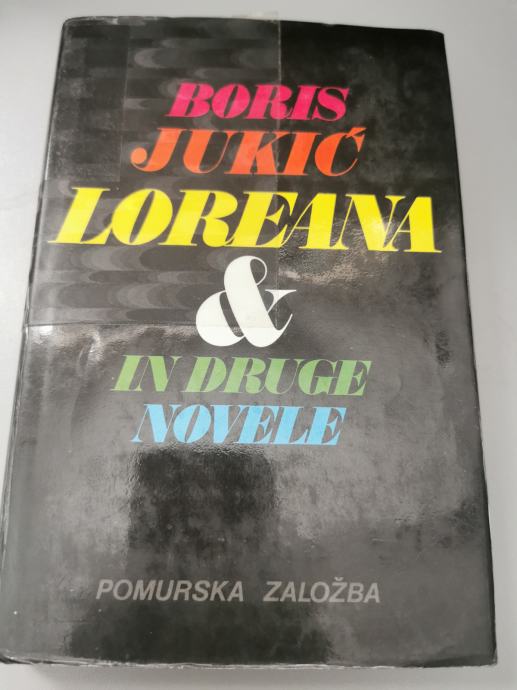 BORIS
JUKIĆ
LOREANA
&
IN DRUGE
NOVELE
POMURSKA ZALOŽBA